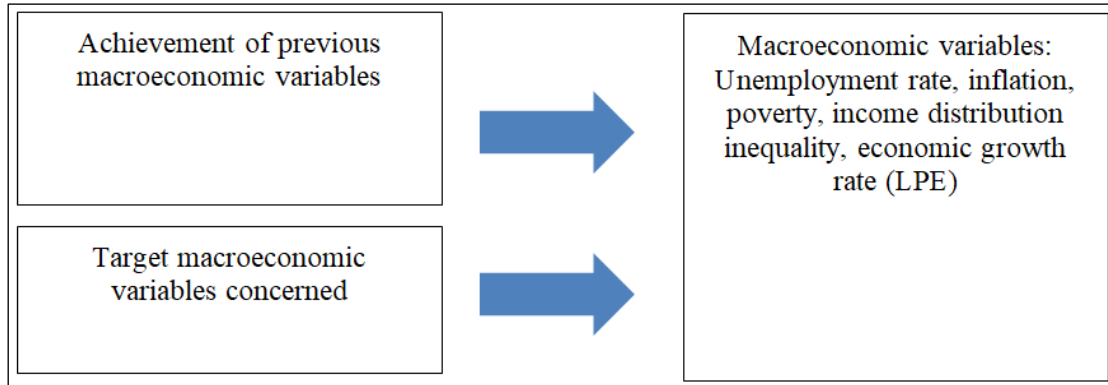 Achievement of previous
macroeconomic variables
Target macroeconomic
variables concerned
Macroeconomic variables:
Unemployment rate, inflation,
poverty, income distribution
inequality, economic growth
rate (LPE)